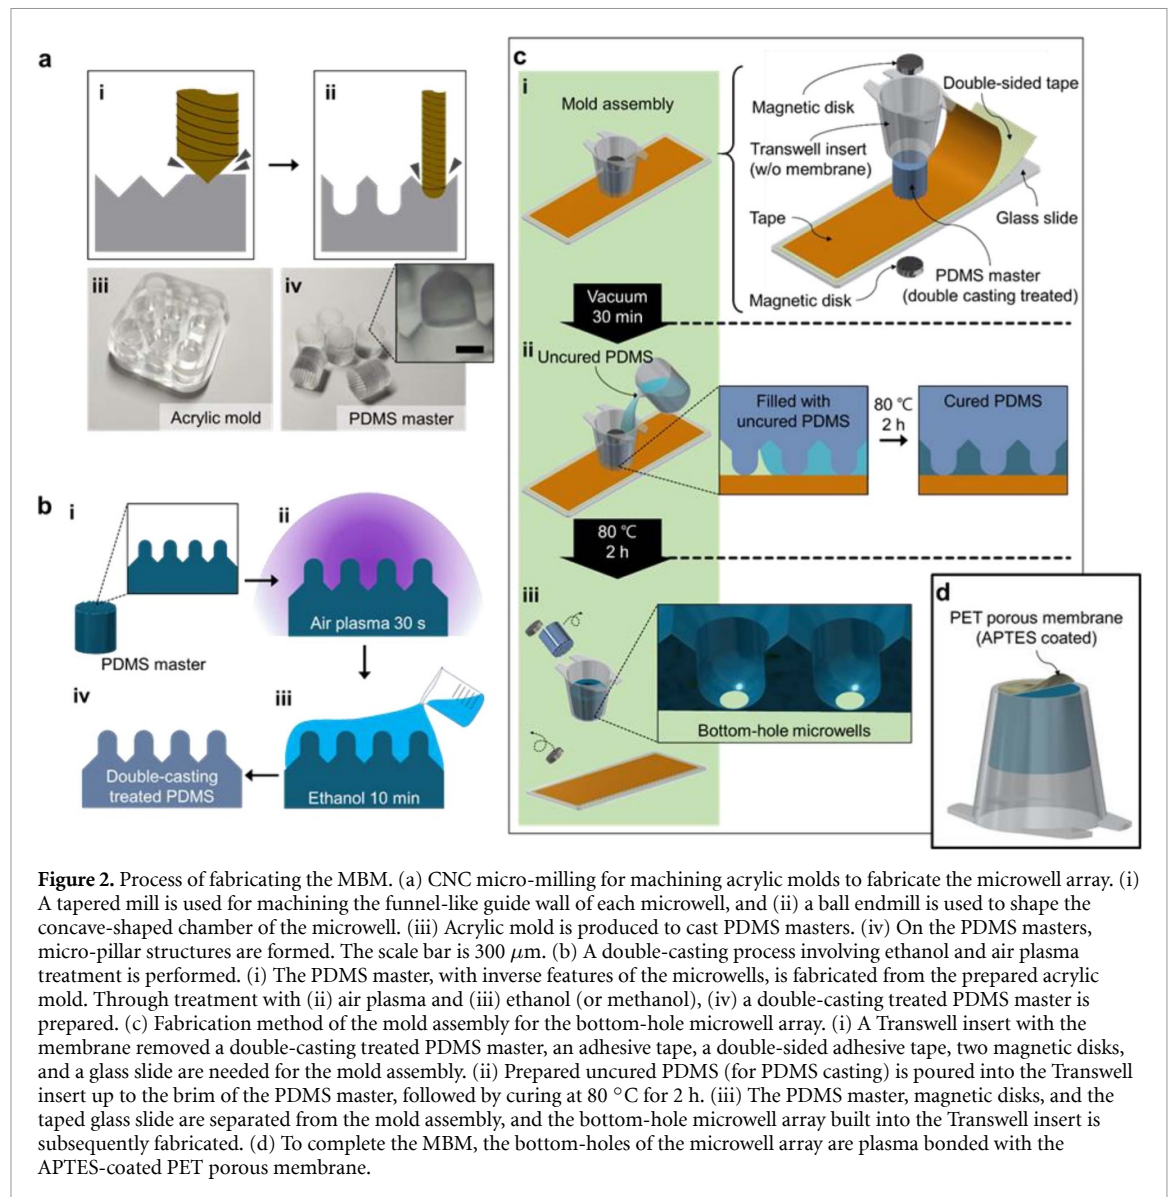 a
i
ii
iii
Acrylic mold
iv
PDMS master
b
i
PDMS master
ii
Air plasma 30 s
iii
Ethanol 10 min
iv
Double-casting
treated PDMS
c
i
Mold assembly
Magnetic disk
Double-sided tape
Transwell insert
(w/o membrane)
Tape
Glass slide
PDMS master
(double casting treated)
Magnetic disk
Vacuum
30 min
ii
Uncured PDMS
Filled with
uncured PDMS
80 ℃
2 h
Cured PDMS
80 ℃
2 h
iii
Bottom-hole microwells
d
PET porous membrane
(APTES coated)
Figure 2. Process of fabricating the MBM. (a) CNC micro-milling for machining acrylic molds to fabricate the microwell array. (i)
A tapered mill is used for machining the funnel-like guide wall of each microwell, and (ii) a ball endmill is used to shape the
concave-shaped chamber of the microwell. (iii) Acrylic mold is produced to cast PDMS masters. (iv) On the PDMS masters,
micro-pillar structures are formed. The scale bar is 300 μm. (b) A double-casting process involving ethanol and air plasma
treatment is performed. (i) The PDMS master, with inverse features of the microwells, is fabricated from the prepared acrylic
mold. Through treatment with (ii) air plasma and (iii) ethanol (or methanol), (iv) a double-casting treated PDMS master is
prepared. (c) Fabrication method of the mold assembly for the bottom-hole microwell array. (i) A Transwell insert with the
membrane removed a double-casting treated PDMS master, an adhesive tape, a double-sided adhesive tape, two magnetic disks,
and a glass slide are needed for the mold assembly. (ii) Prepared uncured PDMS (for PDMS casting) is poured into the Transwell
insert up to the brim of the PDMS master, followed by curing at 80 °C for 2 h. (iii) The PDMS master, magnetic disks, and the
taped glass slide are separated from the mold assembly, and the bottom-hole microwell array built into the Transwell insert is
subsequently fabricated. (d) To complete the MBM, the bottom-holes of the microwell array are plasma bonded with the
APTES-coated PET porous membrane.